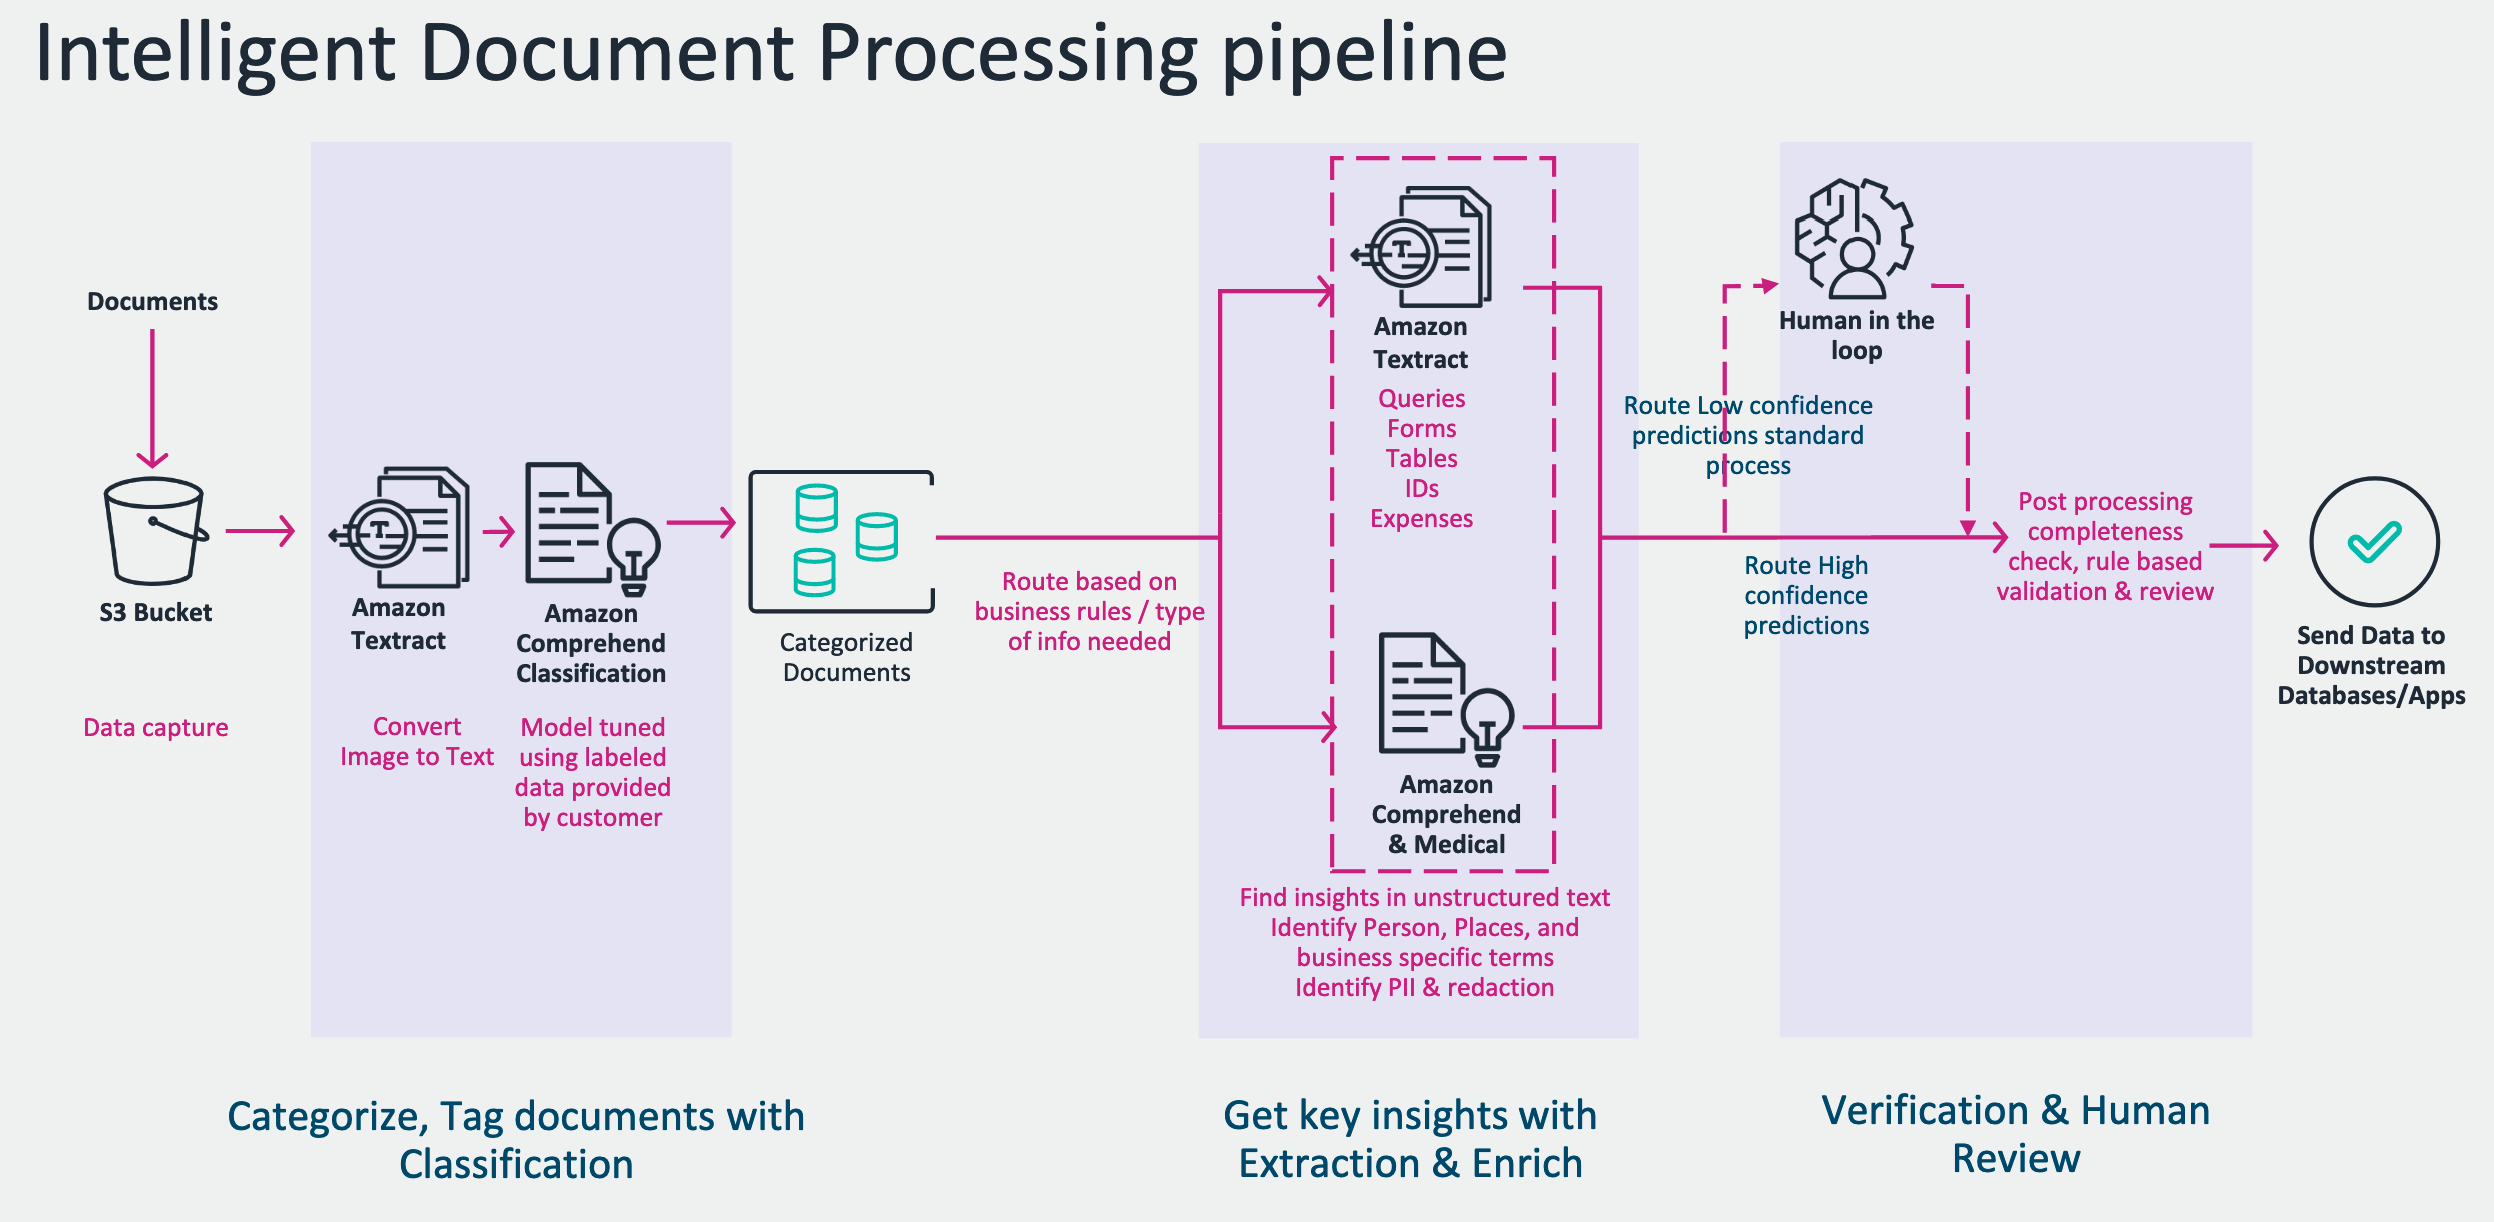 Intelligent Document Processing pipeline
Documents
S3 Bucket
Data capture
Amazon
Textract
Convert
Image to Text
Amazon
Comprehend
Classification
Model tuned
using labeled
data provided
by customer
Categorized
Documents
Route based on
business rules / type
of info needed
Amazon
Textract
Queries
Forms
Tables
IDs
Expenses
Amazon
Comprehend
& Medical
Find insights in unstructured text
Identify Person, Places, and
business specific terms
Identify PII & redaction
Route Low confidence
predictions standard
process
Human in the
loop
Route High
confidence
predictions
Post processing
completeness
check, rule based
validation & review
Send Data to
Downstream
Databases/Apps
Categorize, Tag documents with
Classification
Get key insights with
Extraction & Enrich
Verification & Human
Review